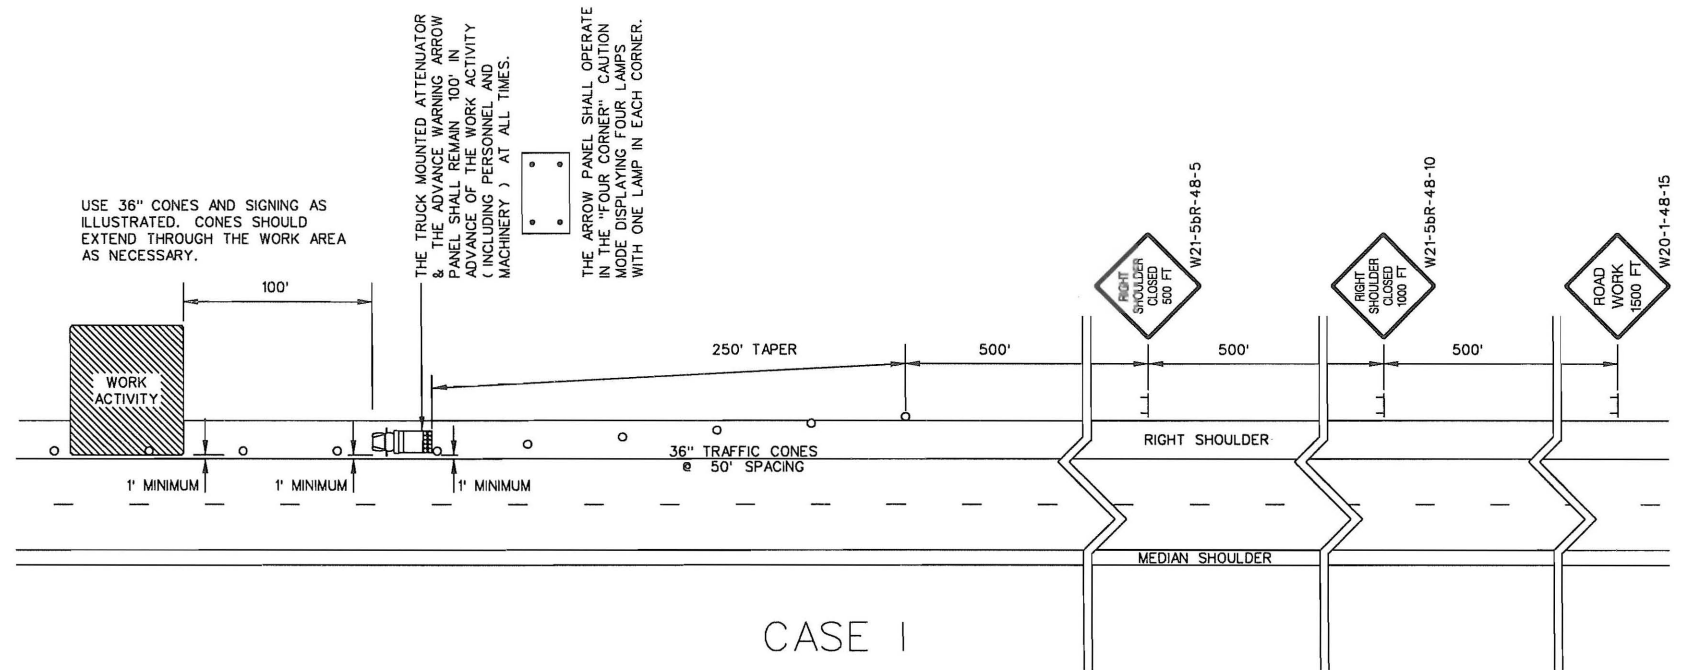 USE 36" CONES AND SIGNING AS
ILLUSTRATED. CONES SHOULD
EXTEND THROUGH THE WORK AREA
AS NECESSARY.
THE TRUCK MOUNTED ATTENUATOR
& THE ADVANCE WARNING ARROW
PANEL SHALL REMAIN 100' IN
ADVANCE OF THE WORK ACTIVITY
(INCLUDING PERSONNEL AND
MACHINERY ) AT ALL TIMES.
THE ARROW PANEL SHALL OPERATE
IN THE "FOUR CORNER" CAUTION
MODE DISPLAYING FOUR LAMPS
WITH ONE LAMP IN EACH CORNER.
W21-5bR-48-5
RIGHT
SHOULDER
CLOSED
500 FT
W21-5bR-48-10
RIGHT
SHOULDER
CLOSED
1000 FT
W20-1-48-15
ROAD
WORK
1500 FT
100'
250' TAPER
500'
500'
500'
WORK
ACTIVITY
RIGHT SHOULDER
36" TRAFFIC CONES
@ 50' SPACING
1' MINIMUM
1' MINIMUM
1' MINIMUM
MEDIAN SHOULDER
CASE I